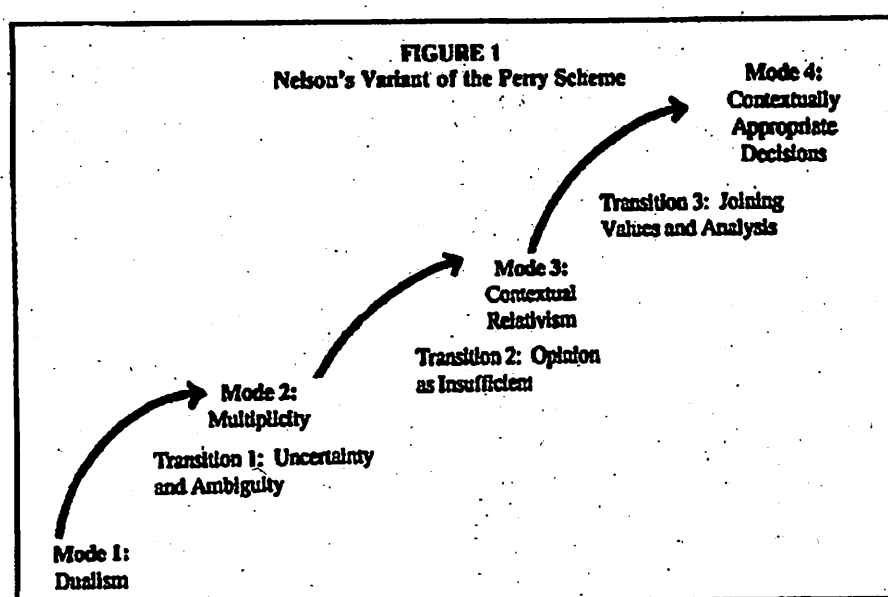 FIGURE 1
Nelson's Variant of the Perry Scheme
Mode 4:
Contextually
Appropriate
Decisions
Transition 3: Joining
Values and Analysis
Mode 3:
Contextual
Relativism
Transition 2: Opinion
as Insufficient
Mode 2:
Multiplicity
Transition 1: Uncertainty
and Ambiguity
Mode 1:
Dualism